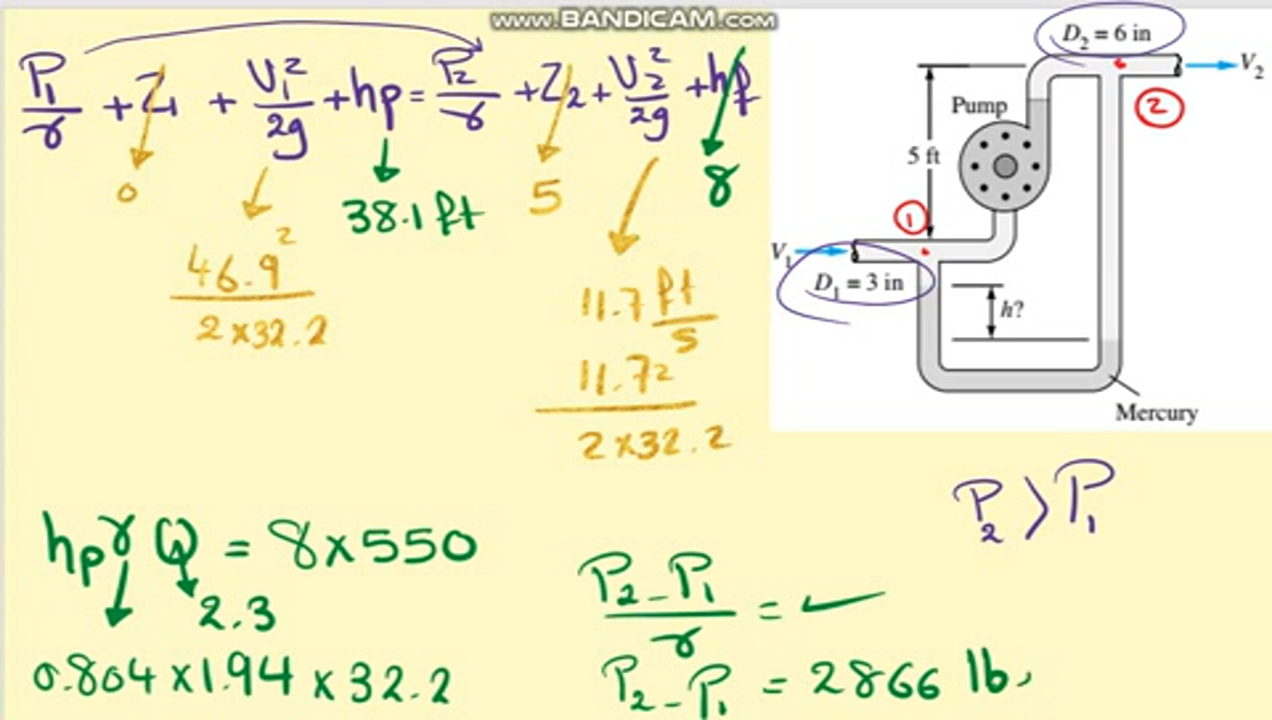 www.BANDICAM.com
P₁/γ + Z₁ + V₁²/2g + hp = P₂/γ + Z₂ + V₂²/2g + hf
0
38.1 ft
5
8
46.9²
2×32.2
11.7 ft/s
11.7²
2×32.2
D₂ = 6 in
V₂
Pump
2
5 ft
1
V₁
D₁ = 3 in
h?
Mercury
P₂ > P₁
hp γ Q = 8×550
2.3
0.804 × 1.94 × 32.2
P₂ - P₁/γ = ✓
P₂ - P₁ = 2866 lb